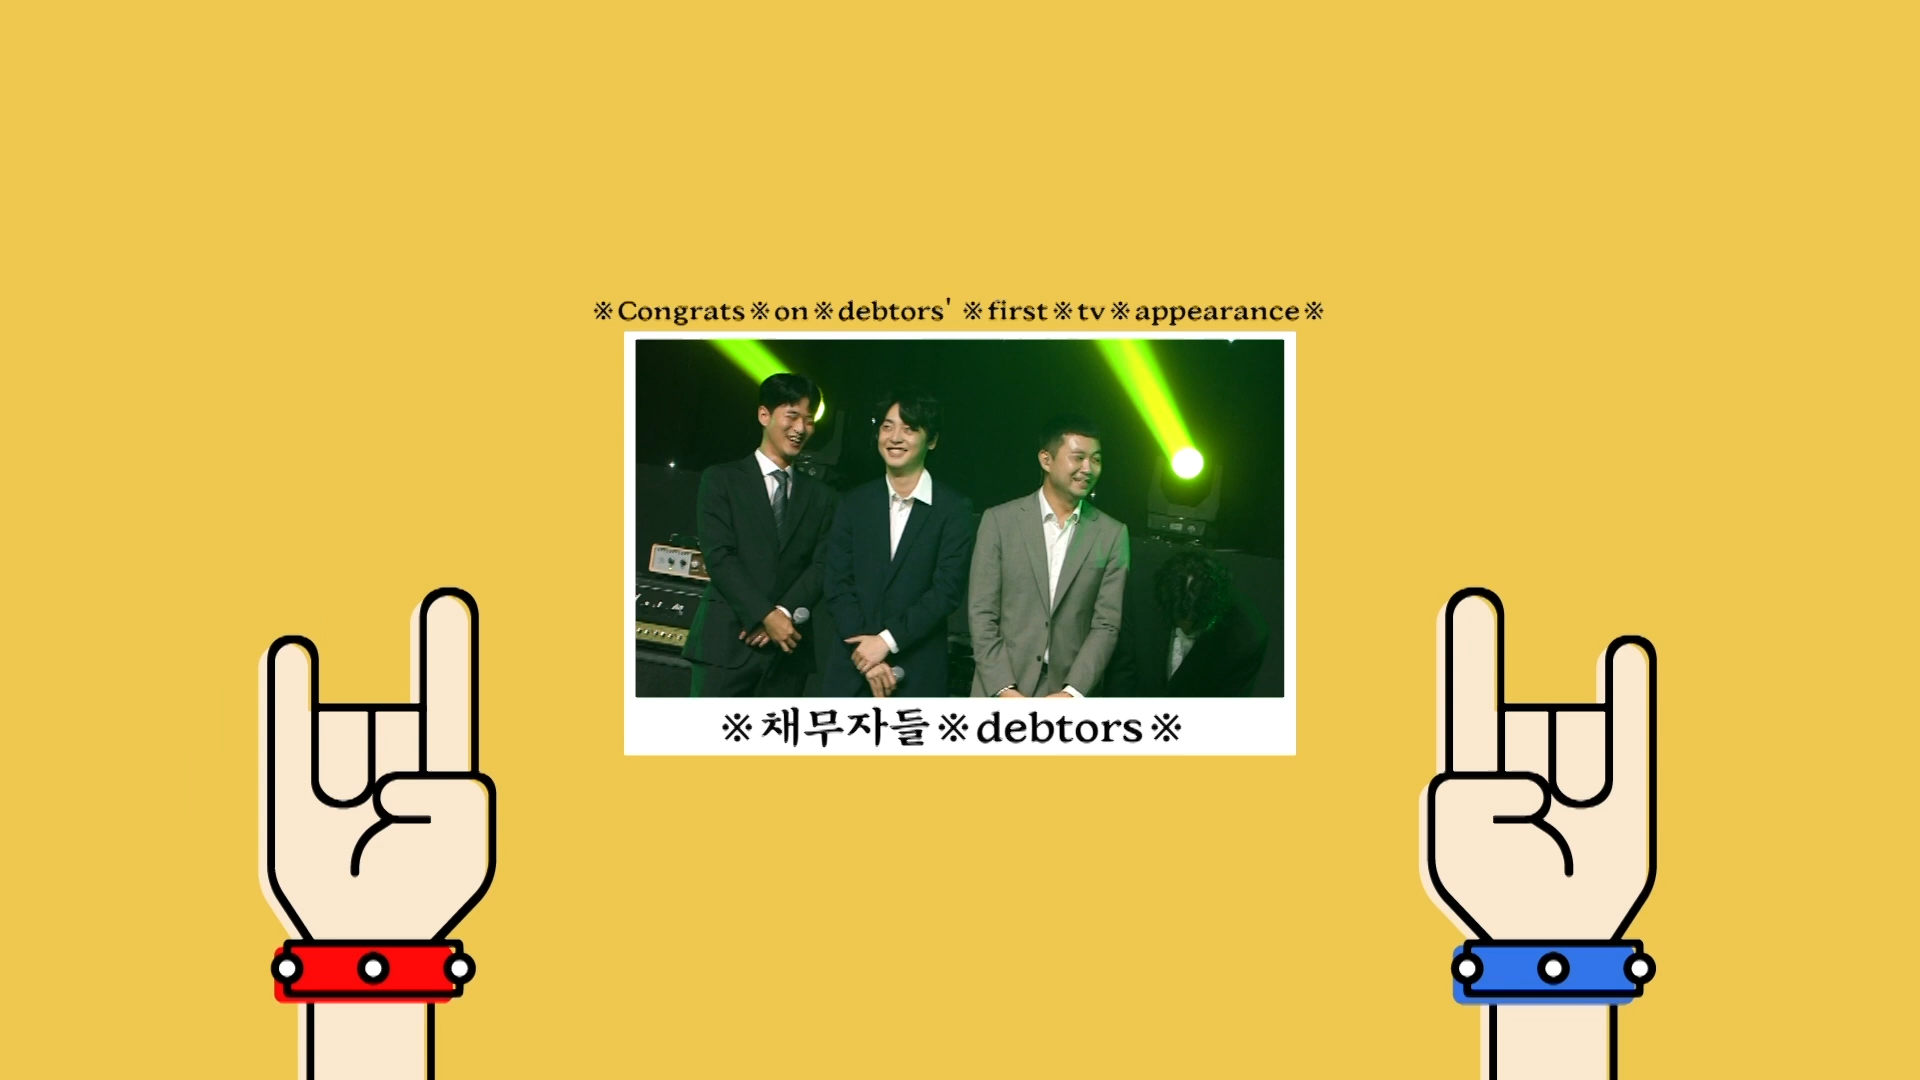 ※Congrats※on※debtors' ※first※tv※appearance※
※채무자들※debtors※